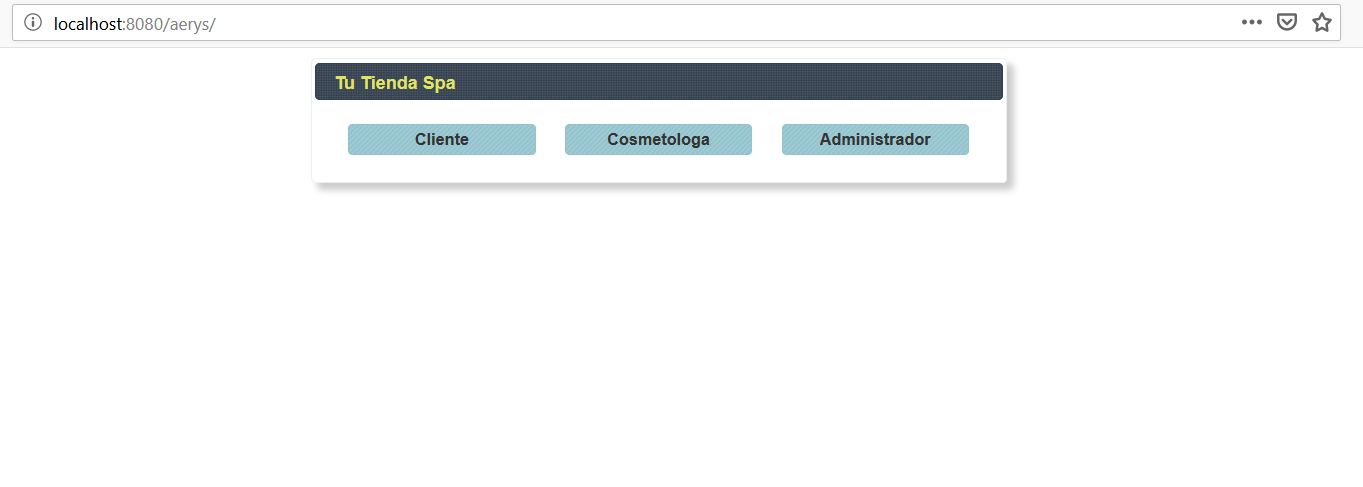 localhost:8080/aerys/
Tu Tienda Spa
Cliente Cosmetologa Administrador